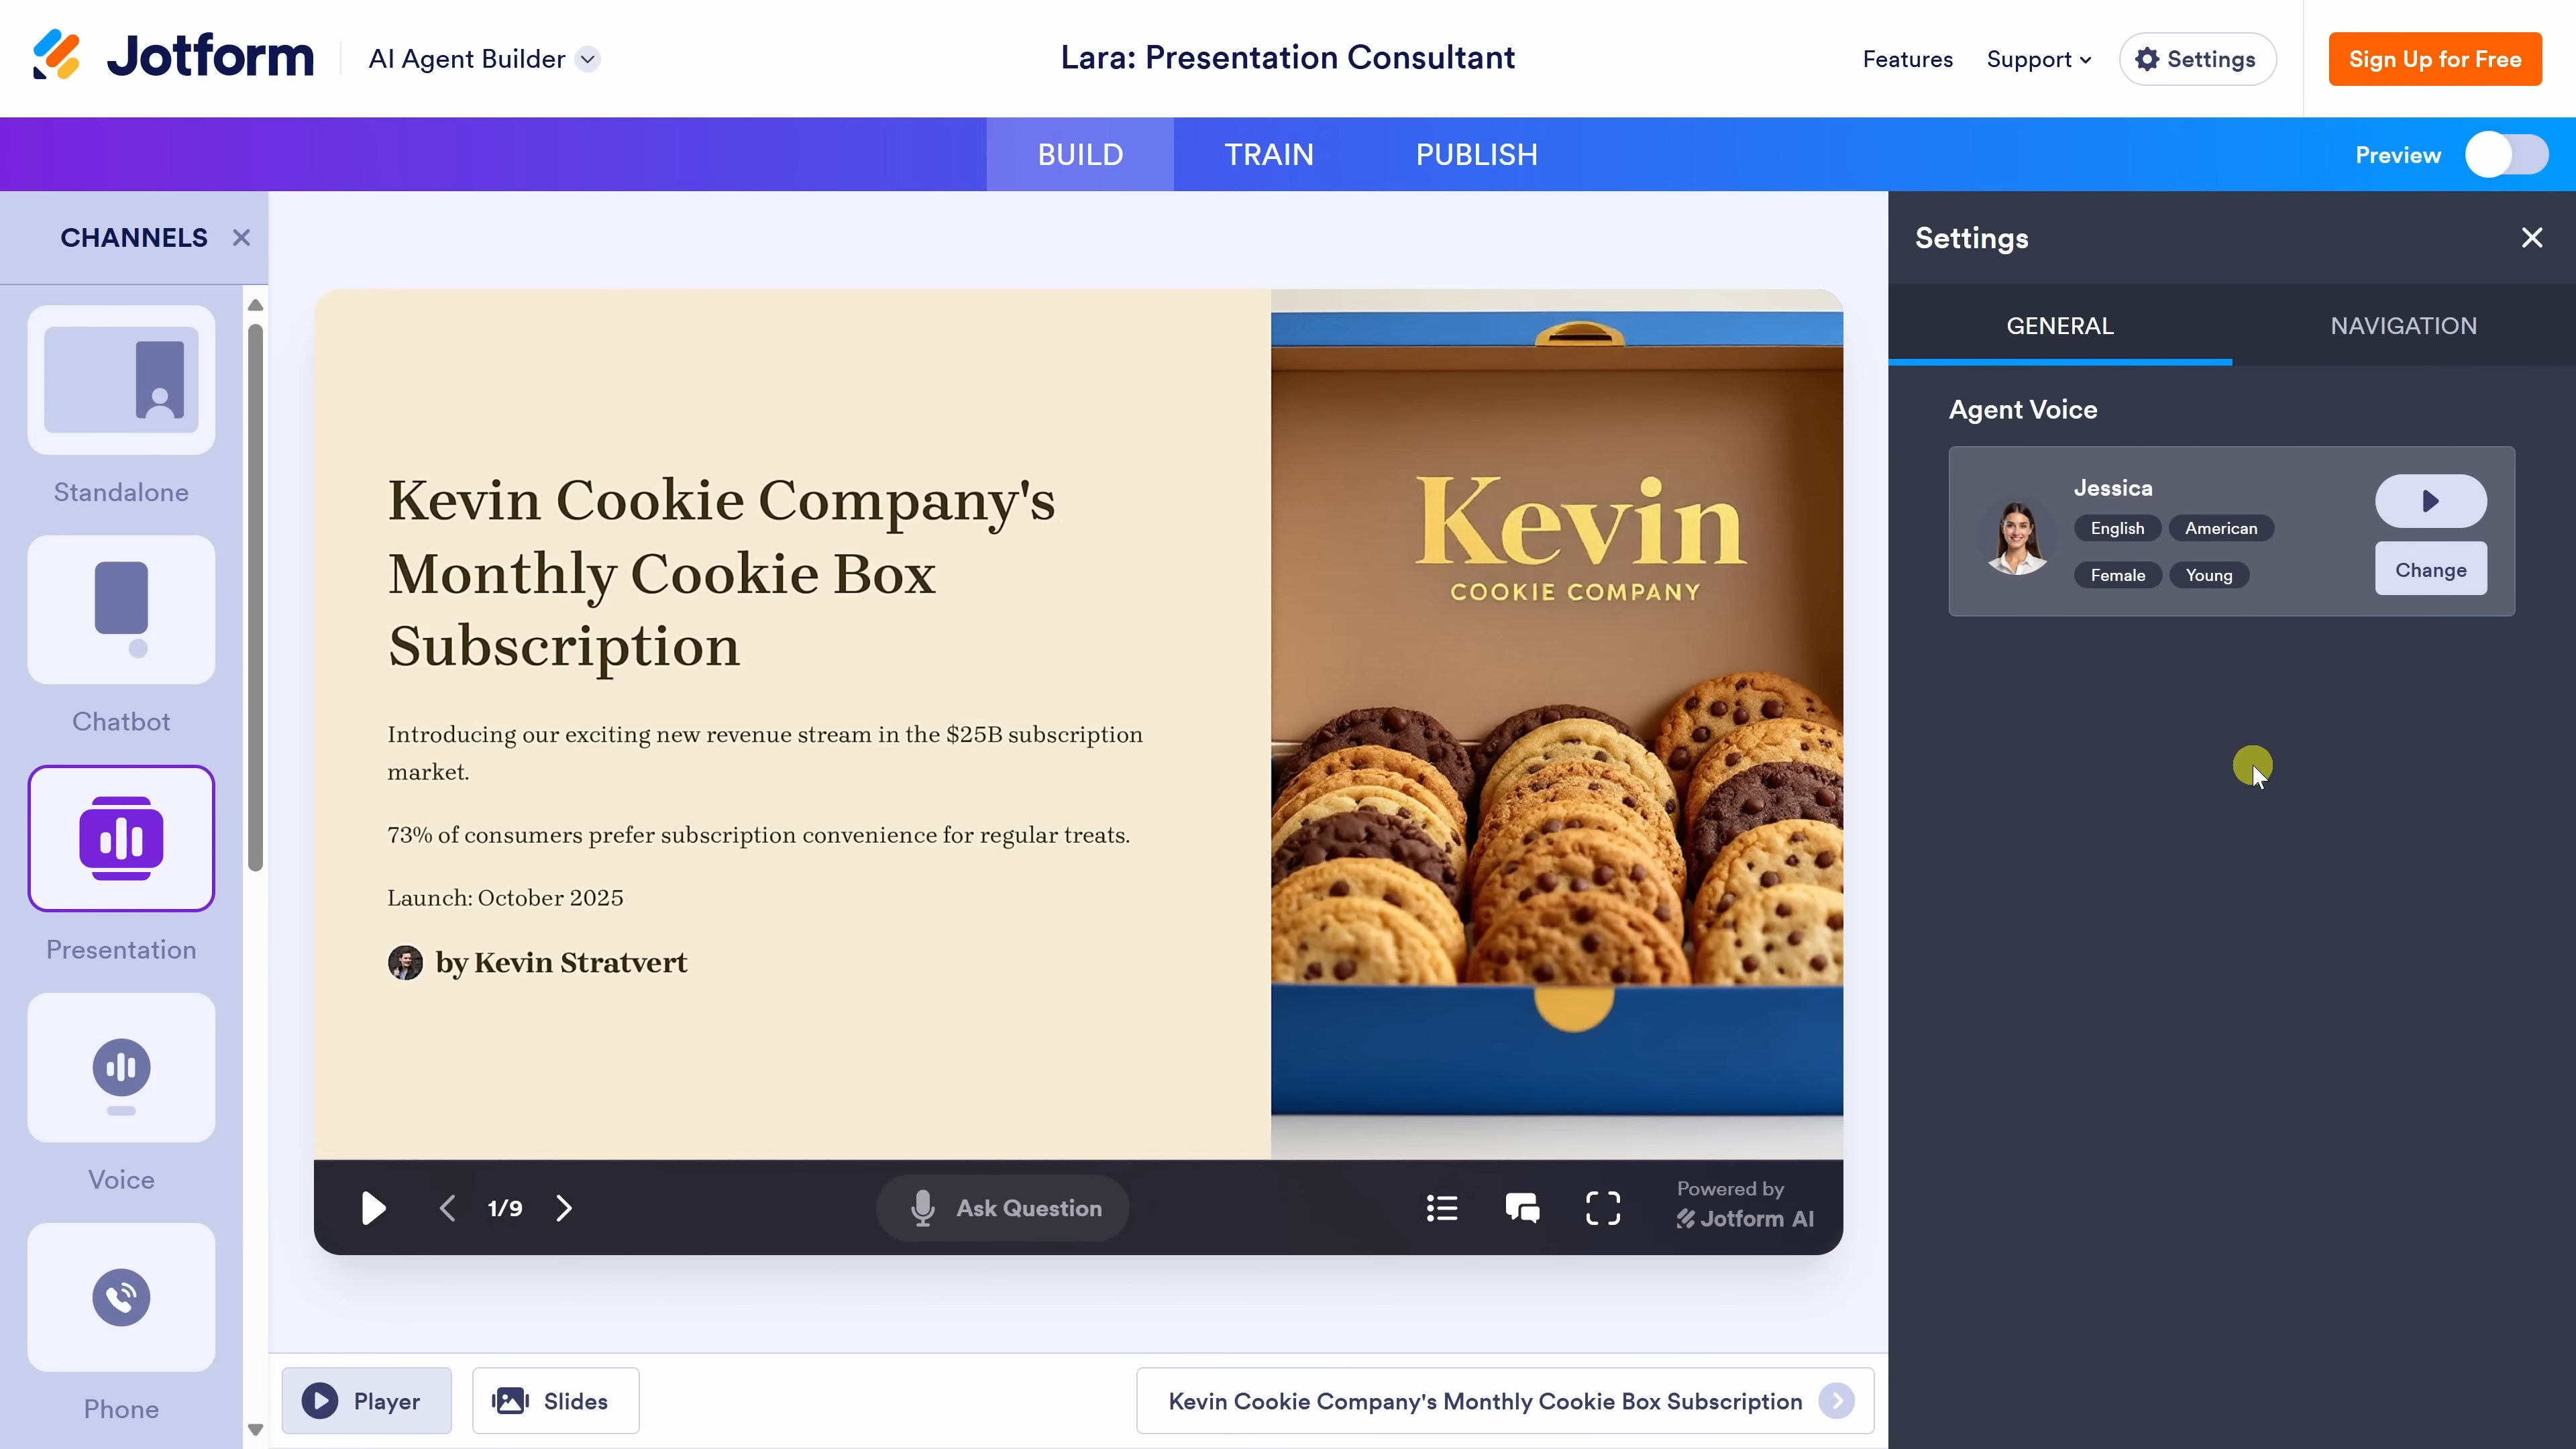 Jotform
AI Agent Builder
Lara: Presentation Consultant
Features
Support
Settings
Sign Up for Free
BUILD
TRAIN
PUBLISH
Preview
CHANNELS
Standalone
Chatbot
Presentation
Voice
Phone
Kevin Cookie Company's
Monthly Cookie Box
Subscription
Introducing our exciting new revenue stream in the $25B subscription
market.
73% of consumers prefer subscription convenience for regular treats.
Launch: October 2025
by Kevin Stratvert
Kevin
COOKIE COMPANY
1/9
Ask Question
Powered by
Jotform AI
Player
Slides
Kevin Cookie Company's Monthly Cookie Box Subscription
Settings
GENERAL
NAVIGATION
Agent Voice
Jessica
English
American
Female
Young
Change